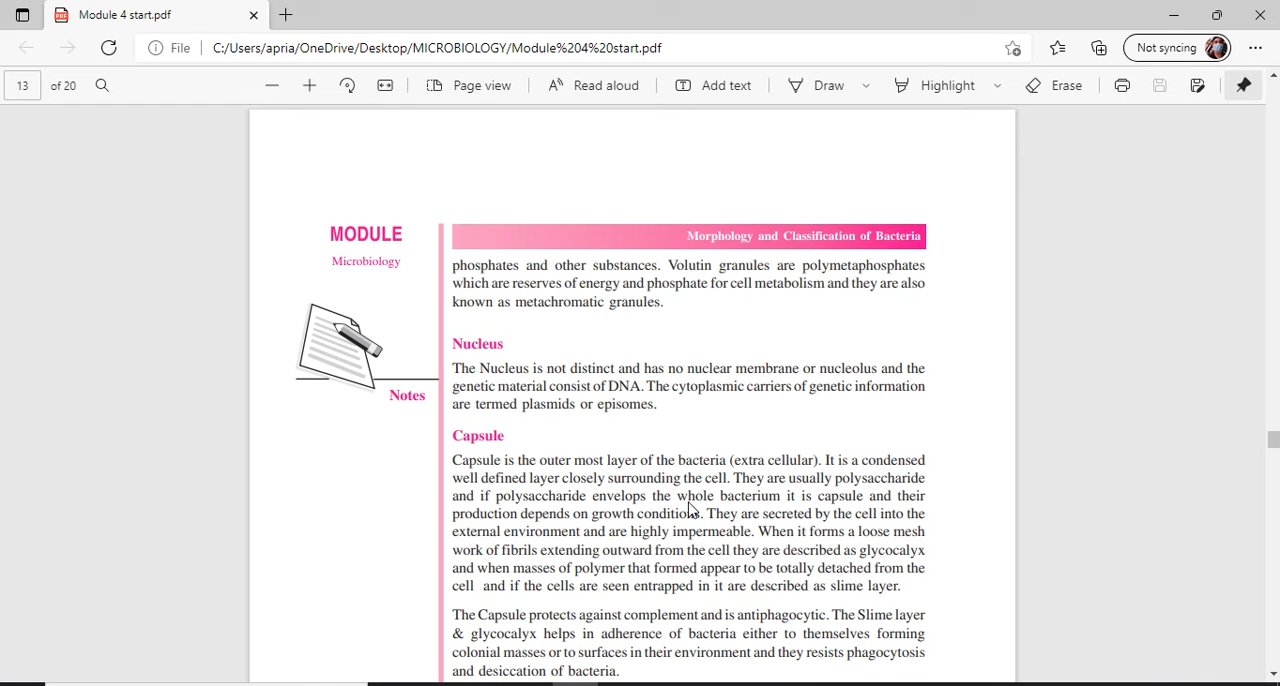 Module 4 start.pdf
File
C:/Users/apria/OneDrive/Desktop/MICROBIOLOGY/Module%204%20start.pdf
Not syncing
13 of 20
Page view
Read aloud
Add text
Draw
Highlight
Erase
MODULE
Microbiology
Notes
Morphology and Classification of Bacteria
phosphates and other substances. Volutin granules are polymetaphosphates
which are reserves of energy and phosphate for cell metabolism and they are also
known as metachromatic granules.
Nucleus
The Nucleus is not distinct and has no nuclear membrane or nucleolus and the
genetic material consist of DNA. The cytoplasmic carriers of genetic information
are termed plasmids or episomes.
Capsule
Capsule is the outer most layer of the bacteria (extra cellular). It is a condensed
well defined layer closely surrounding the cell. They are usually polysaccharide
and if polysaccharide envelops the whole bacterium it is capsule and their
production depends on growth conditions. They are secreted by the cell into the
external environment and are highly impermeable. When it forms a loose mesh
work of fibrils extending outward from the cell they are described as glycocalyx
and when masses of polymer that formed appear to be totally detached from the
cell and if the cells are seen entrapped in it are described as slime layer.
The Capsule protects against complement and is antiphagocytic. The Slime layer
& glycocalyx helps in adherence of bacteria either to themselves forming
colonial masses or to surfaces in their environment and they resists phagocytosis
and desiccation of bacteria.